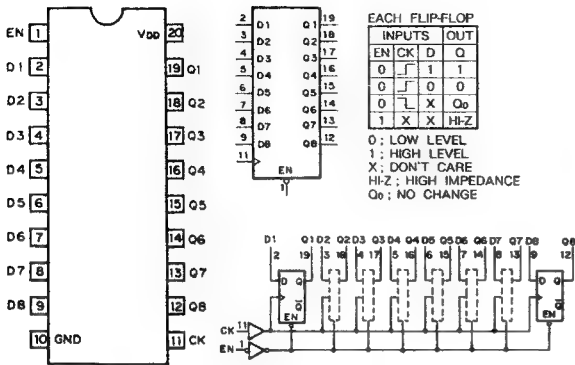 EN 1
D1 2
D2 3
D3 4
D4 5
D5 6
D6 7
D7 8
D8 9
10 GND
VDD 20
19 Q1
18 Q2
17 Q3
16 Q4
15 Q5
14 Q6
13 Q7
12 Q8
11 CK
2 D1 Q1 19
3 D2 Q2 18
4 D3 Q3 17
5 D4 Q4 16
6 D5 Q5 15
7 D6 Q6 14
8 D7 Q7 13
9 D8 Q8 12
11
EN
1
EACH FLIP-FLOP
INPUTS OUT
EN CK D Q
0 1 1
0 0 0
0 X Qo
1 X X HI-Z
0 ; LOW LEVEL
1 ; HIGH LEVEL
X ; DON'T CARE
HI-Z ; HIGH IMPEDANCE
Qo ; NO CHANGE
D1 Q1 D2 Q2 D3 Q3 D4 Q4 D5 Q5 D6 Q6 D7 Q7 D8 Q8
2 19 3 18 4 17 5 16 6 15 7 14 8 13 9 12
D Q
Q̅
EN
D Q
Q̅
EN
CK 11
EN 1